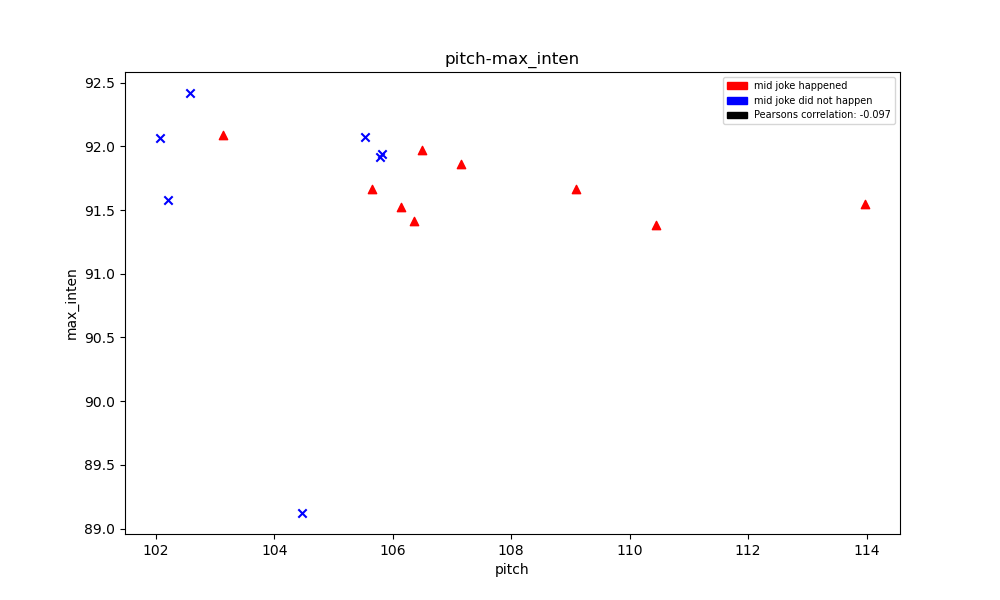 pitch-max_inten
92.5
92.0
91.5
91.0
90.5
90.0
89.5
89.0
max_inten
mid joke happened
mid joke did not happen
Pearsons correlation: -0.097
102 104 106 108 110 112 114
pitch